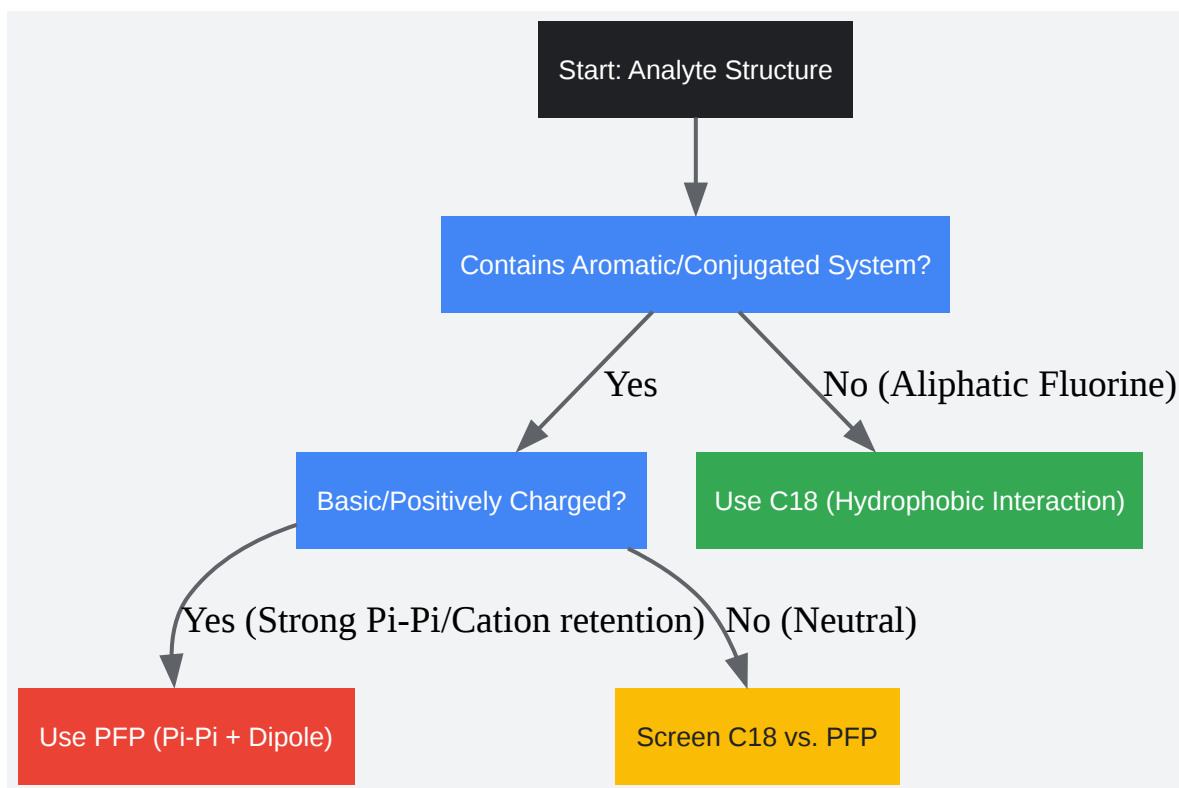 Start: Analyte Structure
Contains Aromatic/Conjugated System?
Yes
No (Aliphatic Fluorine)
Basic/Positively Charged?
Use C18 (Hydrophobic Interaction)
Yes (Strong Pi-Pi/Cation retention)
No (Neutral)
Use PFP (Pi-Pi + Dipole)
Screen C18 vs. PFP